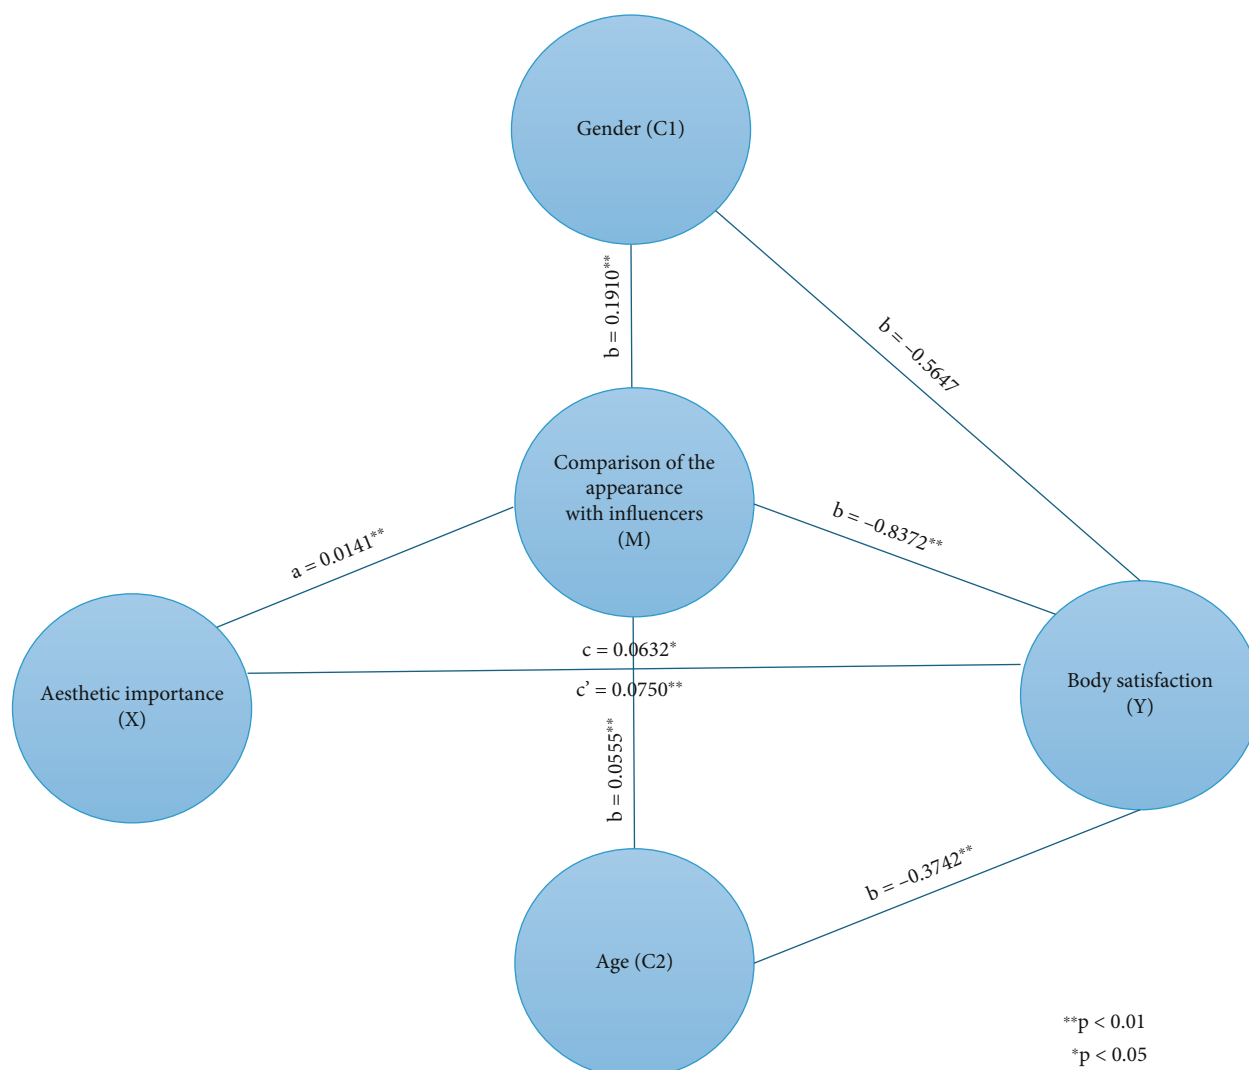 Gender (C1)
b = 0.1910**
b = –0.5647
Comparison of the
appearance
with influencers
(M)
a = 0.0141**
b = –0.8372**
c = 0.0632*
c’ = 0.0750**
Aesthetic importance
(X)
Body satisfaction
(Y)
b = 0.0555**
b = –0.3742**
Age (C2)
**p < 0.01
*p < 0.05